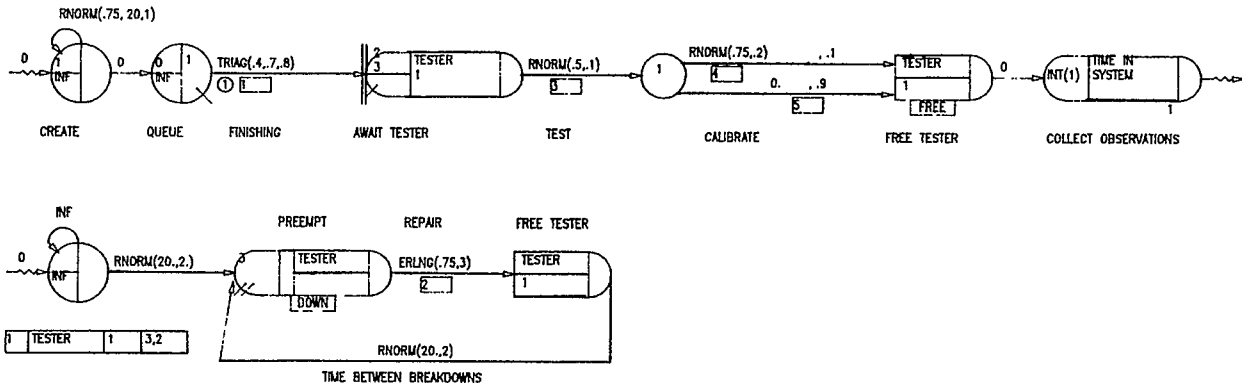 RNORM(.75, 20,1)
0
1
INF
0
0
INF
1
TRIAG(.4,.7,.8)
1
1
2
3
TESTER
1
RNORM(.5,.1)
3
1
RNORM(.75,.2)
, .1
4
0. , .9
5
TESTER
1
FREE
0
INT(1)
TIME IN
SYSTEM
1
CREATE
QUEUE
FINISHING
AWAIT TESTER
TEST
CALIBRATE
FREE TESTER
COLLECT OBSERVATIONS
INF
PREEMPT
REPAIR
FREE TESTER
0
INF
RNORM(20.,2.)
3
TESTER
DOWN
ERLNG(.75,3)
2
TESTER
1
1 TESTER 1 3,2
RNORM(20.,2)
TIME BETWEEN BREAKDOWNS